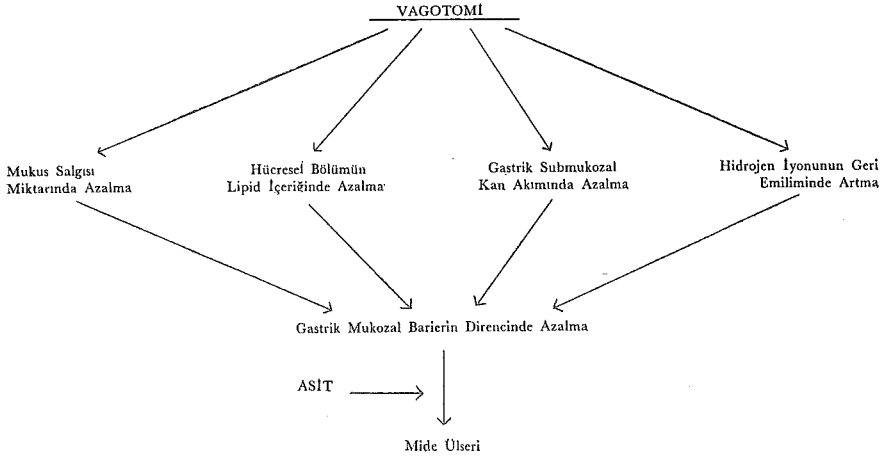 VAGOTOMİ
Mukus Salgısı
Miktarında Azalma
Hücresel Bölümün
Lipid İçeriğinde Azalma
Gastrik Submukozal
Kan Akımında Azalma
Hidrojen İyonunun Geri
Emiliminde Artma
Gastrik Mukozal Barierin Direncinde Azalma
ASİT
Mide Ülseri